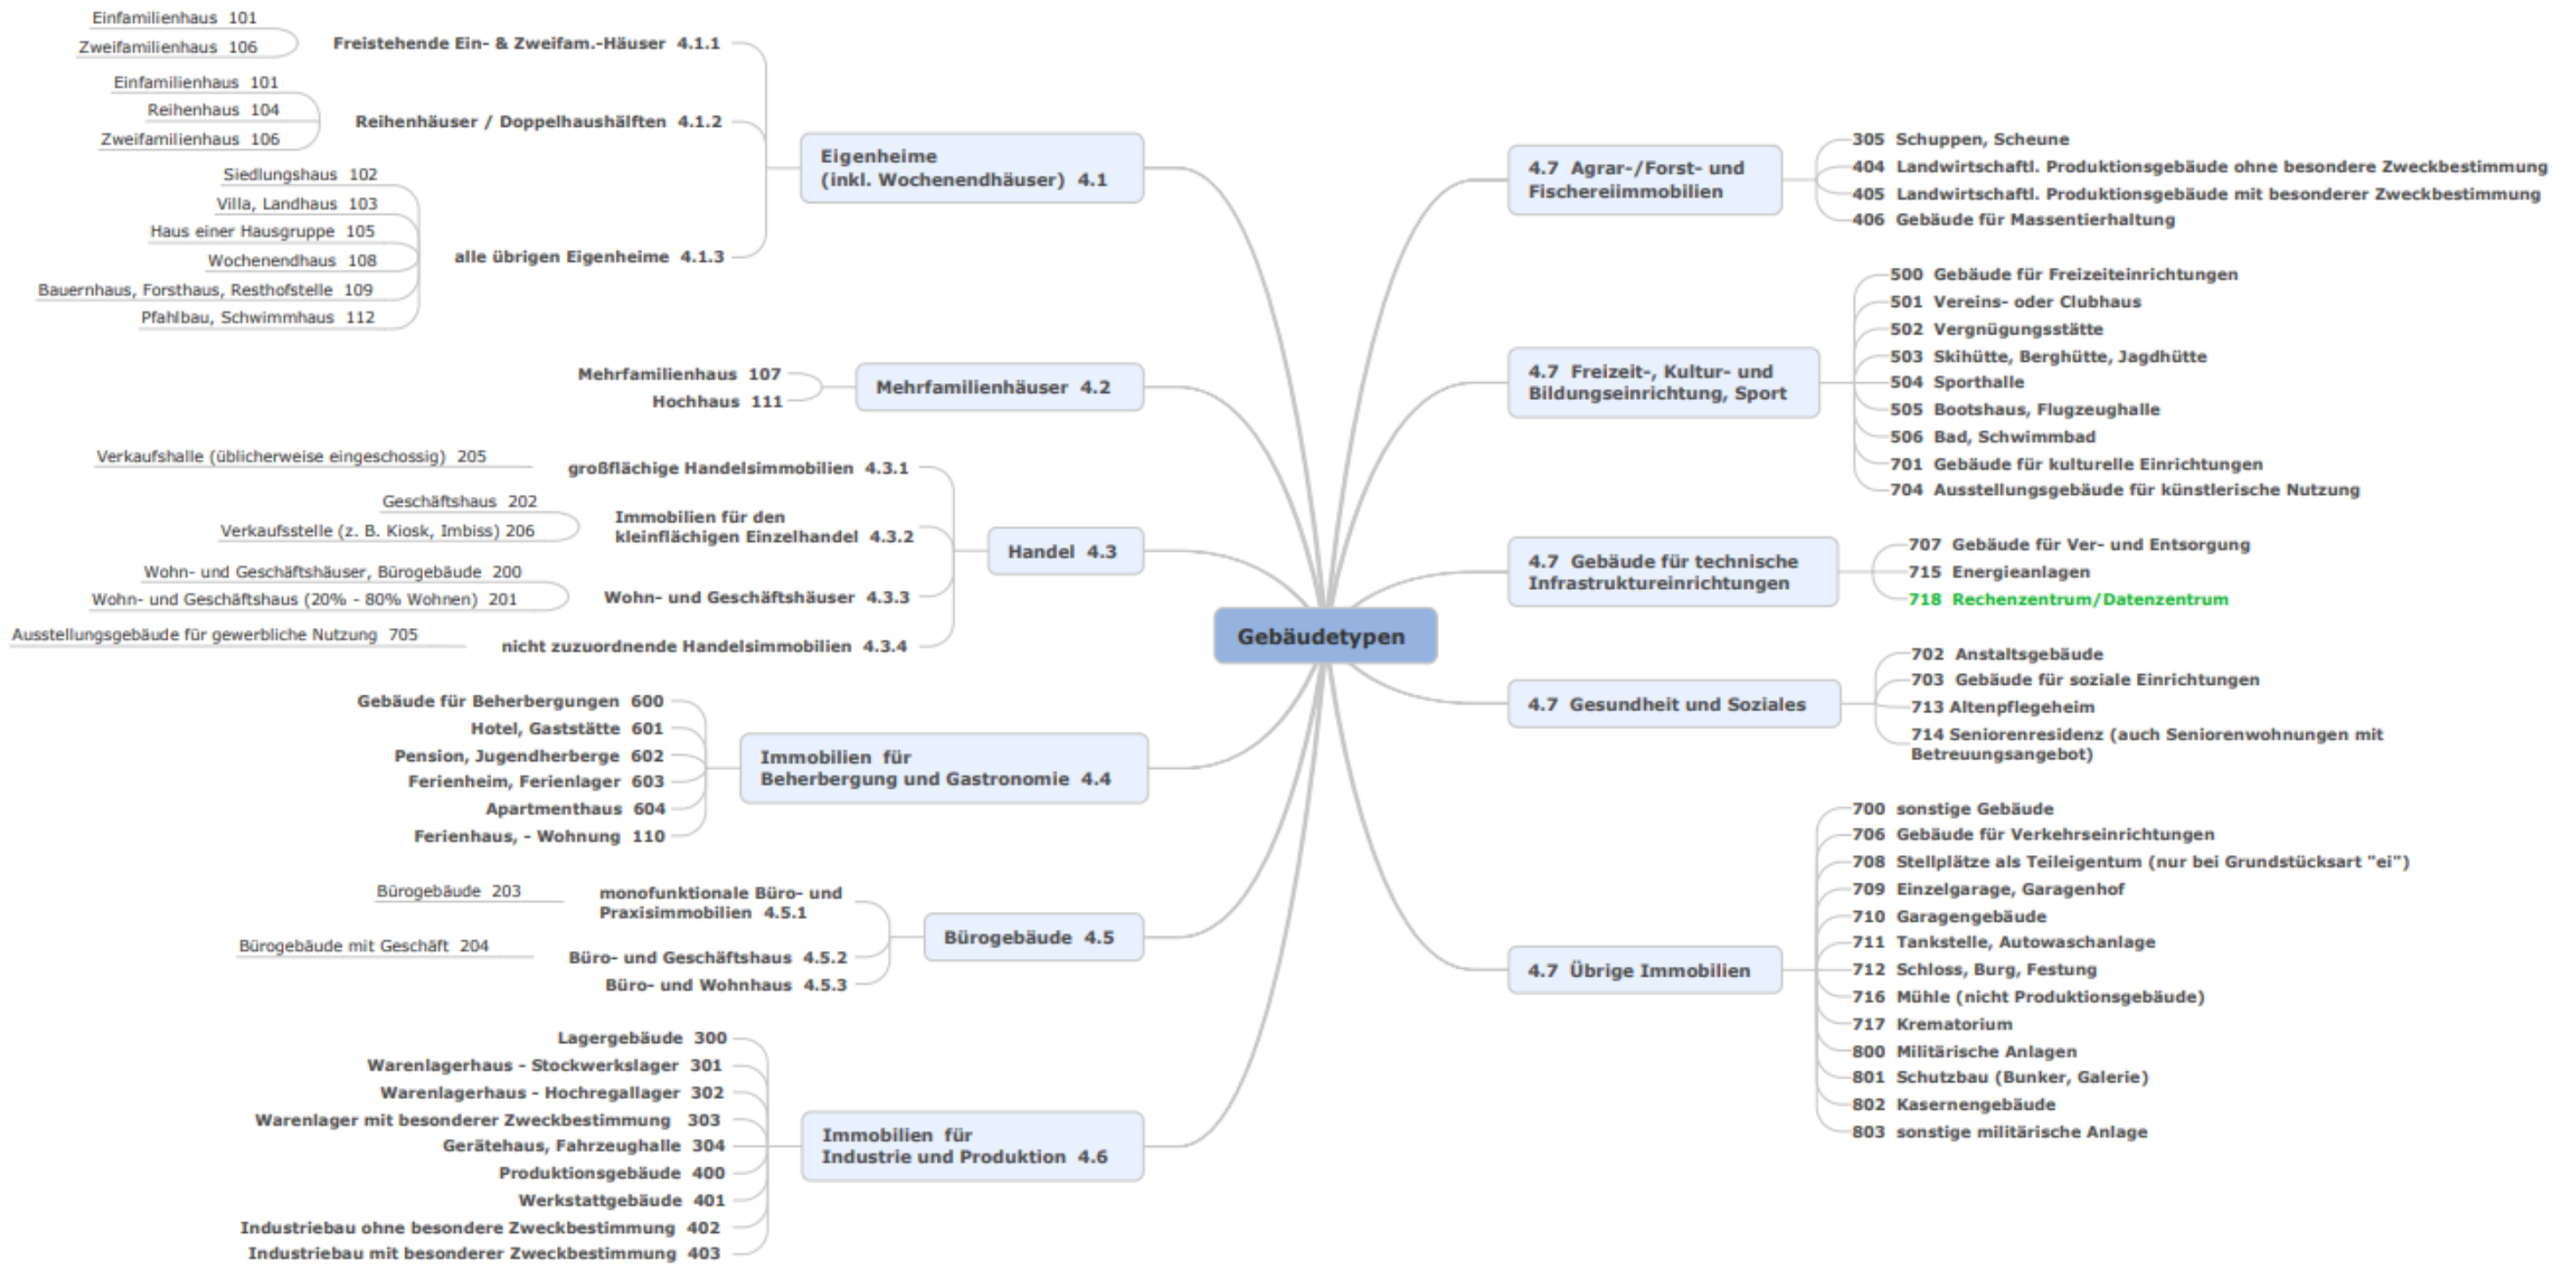 Einfamilienhaus 101
Zweifamilienhaus 106
Freistehende Ein- & Zweifam.-Häuser 4.1.1
Einfamilienhaus 101
Reihenhaus 104
Zweifamilienhaus 106
Reihenhäuser / Doppelhaushälften 4.1.2
Siedlungshaus 102
Villa, Landhaus 103
Haus einer Hausgruppe 105
Wochenendhaus 108
Bauernhaus, Forsthaus, Resthofstelle 109
Pfahlbau, Schwimmhaus 112
alle übrigen Eigenheime 4.1.3
Eigenheime
(inkl. Wochenendhäuser) 4.1
Mehrfamilienhaus 107
Hochhaus 111
Mehrfamilienhäuser 4.2
Verkaufshalle (üblicherweise eingeschossig) 205
großflächige Handelsimmobilien 4.3.1
Geschäftshaus 202
Verkaufsstelle (z. B. Kiosk, Imbiss) 206
Immobilien für den
kleinflächigen Einzelhandel 4.3.2
Wohn- und Geschäftshäuser, Bürogebäude 200
Wohn- und Geschäftshaus (20% - 80% Wohnen) 201
Wohn- und Geschäftshäuser 4.3.3
Ausstellungsgebäude für gewerbliche Nutzung 705
nicht zuzuordnende Handelsimmobilien 4.3.4
Handel 4.3
Gebäude für Beherbergungen 600
Hotel, Gaststätte 601
Pension, Jugendherberge 602
Ferienheim, Ferienlager 603
Apartmenthaus 604
Ferienhaus, - Wohnung 110
Immobilien für
Beherbergung und Gastronomie 4.4
Bürogebäude 203
monofunktionale Büro- und
Praxisimmobilien 4.5.1
Bürogebäude mit Geschäft 204
Büro- und Geschäftshaus 4.5.2
Büro- und Wohnhaus 4.5.3
Bürogebäude 4.5
Lagergebäude 300
Warenlagerhaus - Stockwerkslager 301
Warenlagerhaus - Hochregallager 302
Warenlager mit besonderer Zweckbestimmung 303
Gerätehaus, Fahrzeughalle 304
Produktionsgebäude 400
Werkstattgebäude 401
Industriebau ohne besondere Zweckbestimmung 402
Industriebau mit besonderer Zweckbestimmung 403
Immobilien für
Industrie und Produktion 4.6
Gebäudetypen
4.7 Agrar-/Forst- und
Fischereiimmobilien
305 Schuppen, Scheune
404 Landwirtschaftl. Produktionsgebäude ohne besondere Zweckbestimmung
405 Landwirtschaftl. Produktionsgebäude mit besonderer Zweckbestimmung
406 Gebäude für Massentierhaltung
4.7 Freizeit-, Kultur- und
Bildungseinrichtung, Sport
500 Gebäude für Freizeiteinrichtungen
501 Vereins- oder Clubhaus
502 Vergnügungsstätte
503 Skihütte, Berghütte, Jagdhütte
504 Sporthalle
505 Bootshaus, Flugzeughalle
506 Bad, Schwimmbad
701 Gebäude für kulturelle Einrichtungen
704 Ausstellungsgebäude für künstlerische Nutzung
4.7 Gebäude für technische
Infrastruktureinrichtungen
707 Gebäude für Ver- und Entsorgung
715 Energieanlagen
718 Rechenzentrum/Datenzentrum
4.7 Gesundheit und Soziales
702 Anstaltsgebäude
703 Gebäude für soziale Einrichtungen
713 Altenpflegeheim
714 Seniorenresidenz (auch Seniorenwohnungen mit
Betreuungsangebot)
4.7 Übrige Immobilien
700 sonstige Gebäude
706 Gebäude für Verkehrseinrichtungen
708 Stellplätze als Teileigentum (nur bei Grundstücksart "ei")
709 Einzelgarage, Garagenhof
710 Garagengebäude
711 Tankstelle, Autowaschanlage
712 Schloss, Burg, Festung
716 Mühle (nicht Produktionsgebäude)
717 Krematorium
800 Militärische Anlagen
801 Schutzbau (Bunker, Galerie)
802 Kasernengebäude
803 sonstige militärische Anlage